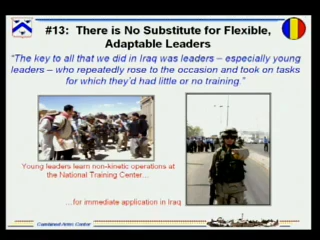 #13:  There is No Substitute for Flexible,
Adaptable Leaders
"The key to all that we did in Iraq was leaders – especially young
leaders – who repeatedly rose to the occasion and took on tasks
for which they'd had little or no training."
Young leaders learn non-kinetic operations at
the National Training Center...
...for immediate application in Iraq
Combined Arms Center